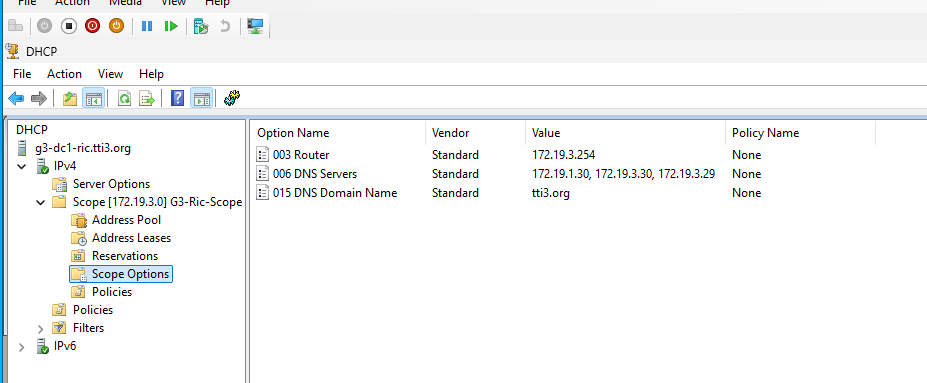 File Action Media View Help
DHCP
File Action View Help
DHCP
g3-dc1-ric.tti3.org
IPv4
Server Options
Scope [172.19.3.0] G3-Ric-Scope
Address Pool
Address Leases
Reservations
Scope Options
Policies
Policies
Filters
IPv6
Option Name Vendor Value Policy Name
003 Router Standard 172.19.3.254 None
006 DNS Servers Standard 172.19.1.30, 172.19.3.30, 172.19.3.29 None
015 DNS Domain Name Standard tti3.org None